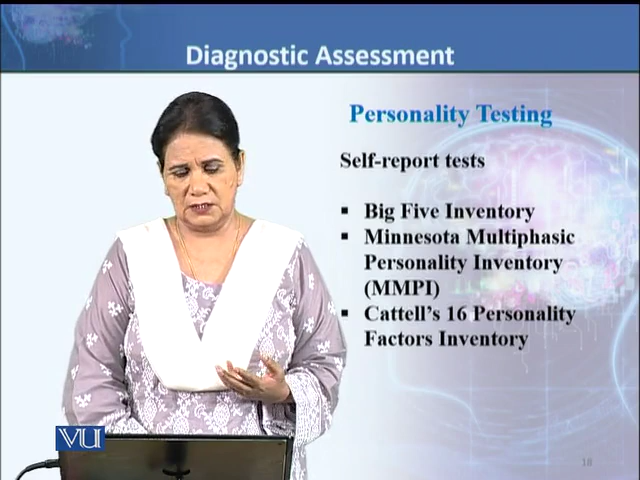 Diagnostic Assessment
Personality Testing
Self-report tests
▪ Big Five Inventory
▪ Minnesota Multiphasic
Personality Inventory
(MMPI)
▪ Cattell's 16 Personality
Factors Inventory
VU
18